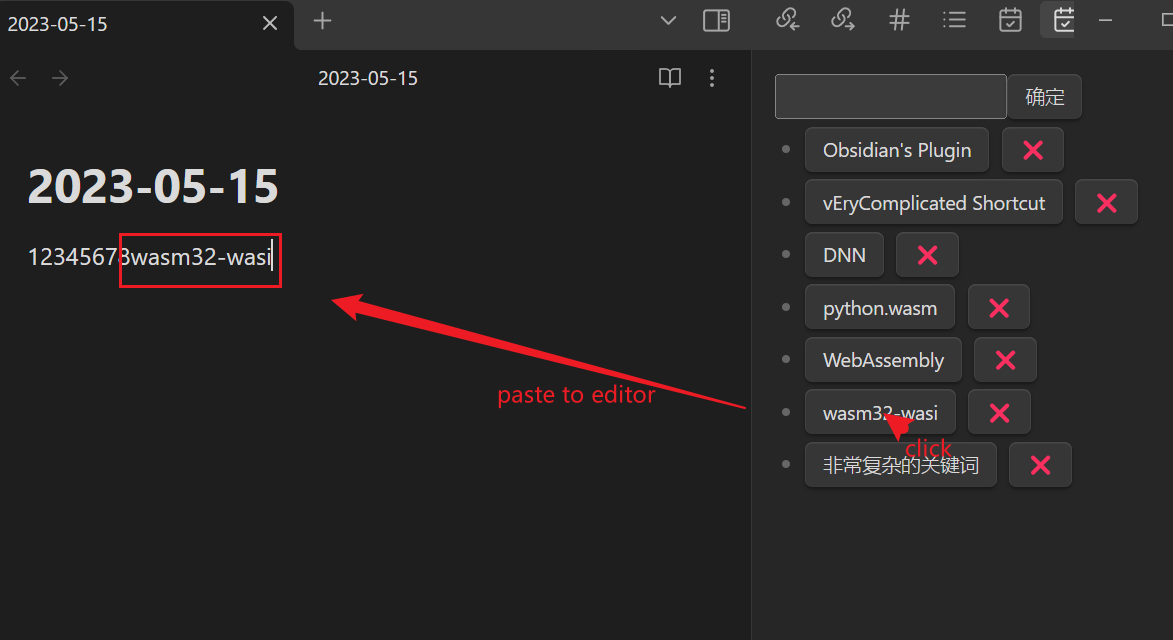 2023-05-15
2023-05-15
2023-05-15
12345678wasm32-wasi
paste to editor
确定
Obsidian's Plugin
vEryComplicated Shortcut
DNN
python.wasm
WebAssembly
wasm32-wasi
click
非常复杂的关键词